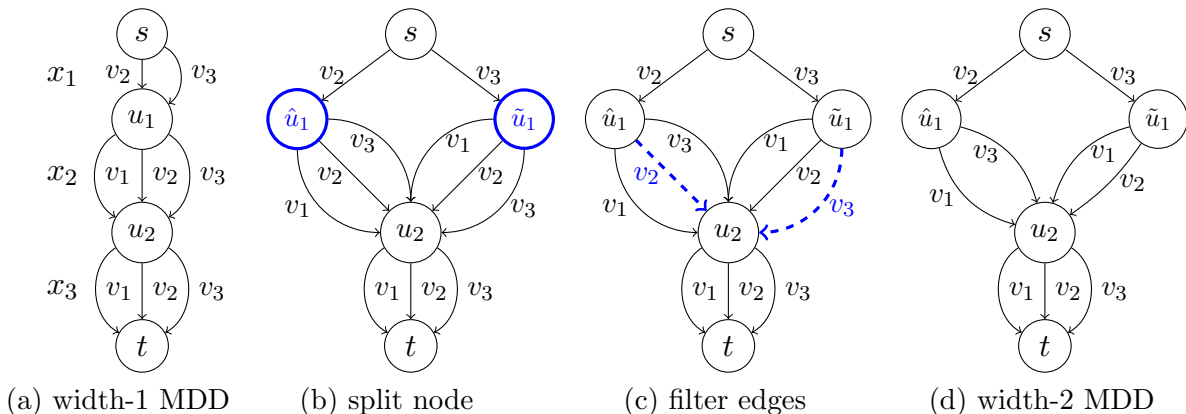 s
x₁ v₂ v₃
u₁
x₂ v₁ v₂ v₃
u₂
x₃ v₁ v₂ v₃
t
(a) width-1 MDD
s
v₂ v₃
û₁ ũ₁
v₃ v₁
v₂ v₂
v₁ v₃
u₂
v₁ v₂ v₃
t
(b) split node
s
v₂ v₃
û₁ ũ₁
v₃ v₁
v₂ v₂
v₁ v₃
u₂
v₁ v₂ v₃
t
(c) filter edges
s
v₂ v₃
û₁ ũ₁
v₃ v₁
v₁ v₂
u₂
v₁ v₂ v₃
t
(d) width-2 MDD